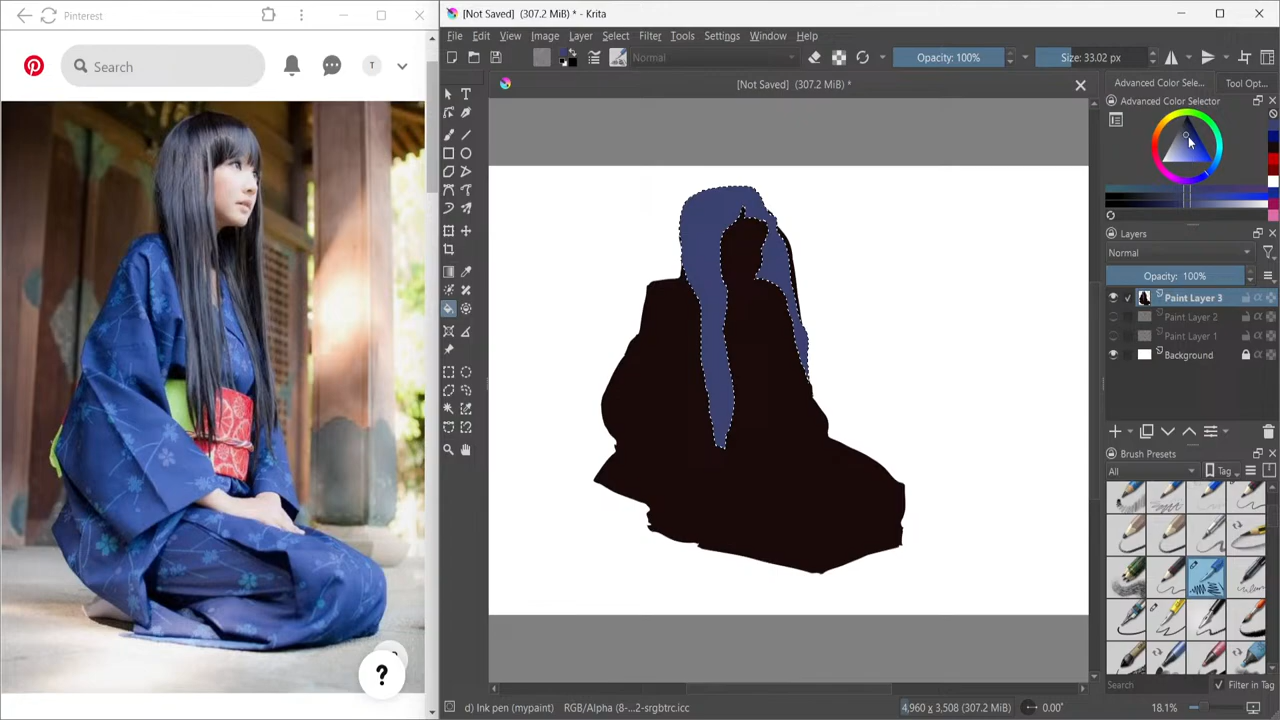 Pinterest
Search
T
?
[Not Saved] (307.2 MiB) * - Krita
File Edit View Image Layer Select Filter Tools Settings Window Help
Normal
Opacity: 100%
Size: 33.02 px
[Not Saved] (307.2 MiB) *
Advanced Color Sele...
Tool Opt...
Advanced Color Selector
Layers
Normal
Opacity: 100%
Paint Layer 3
Paint Layer 2
Paint Layer 1
Background
Brush Presets
All
Tag
Search
Filter in Tag
d) Ink pen (mypaint)
RGB/Alpha (8-...2-srgbtrc.icc
4,960 x 3,508 (307.2 MiB)
0.00°
18.1%